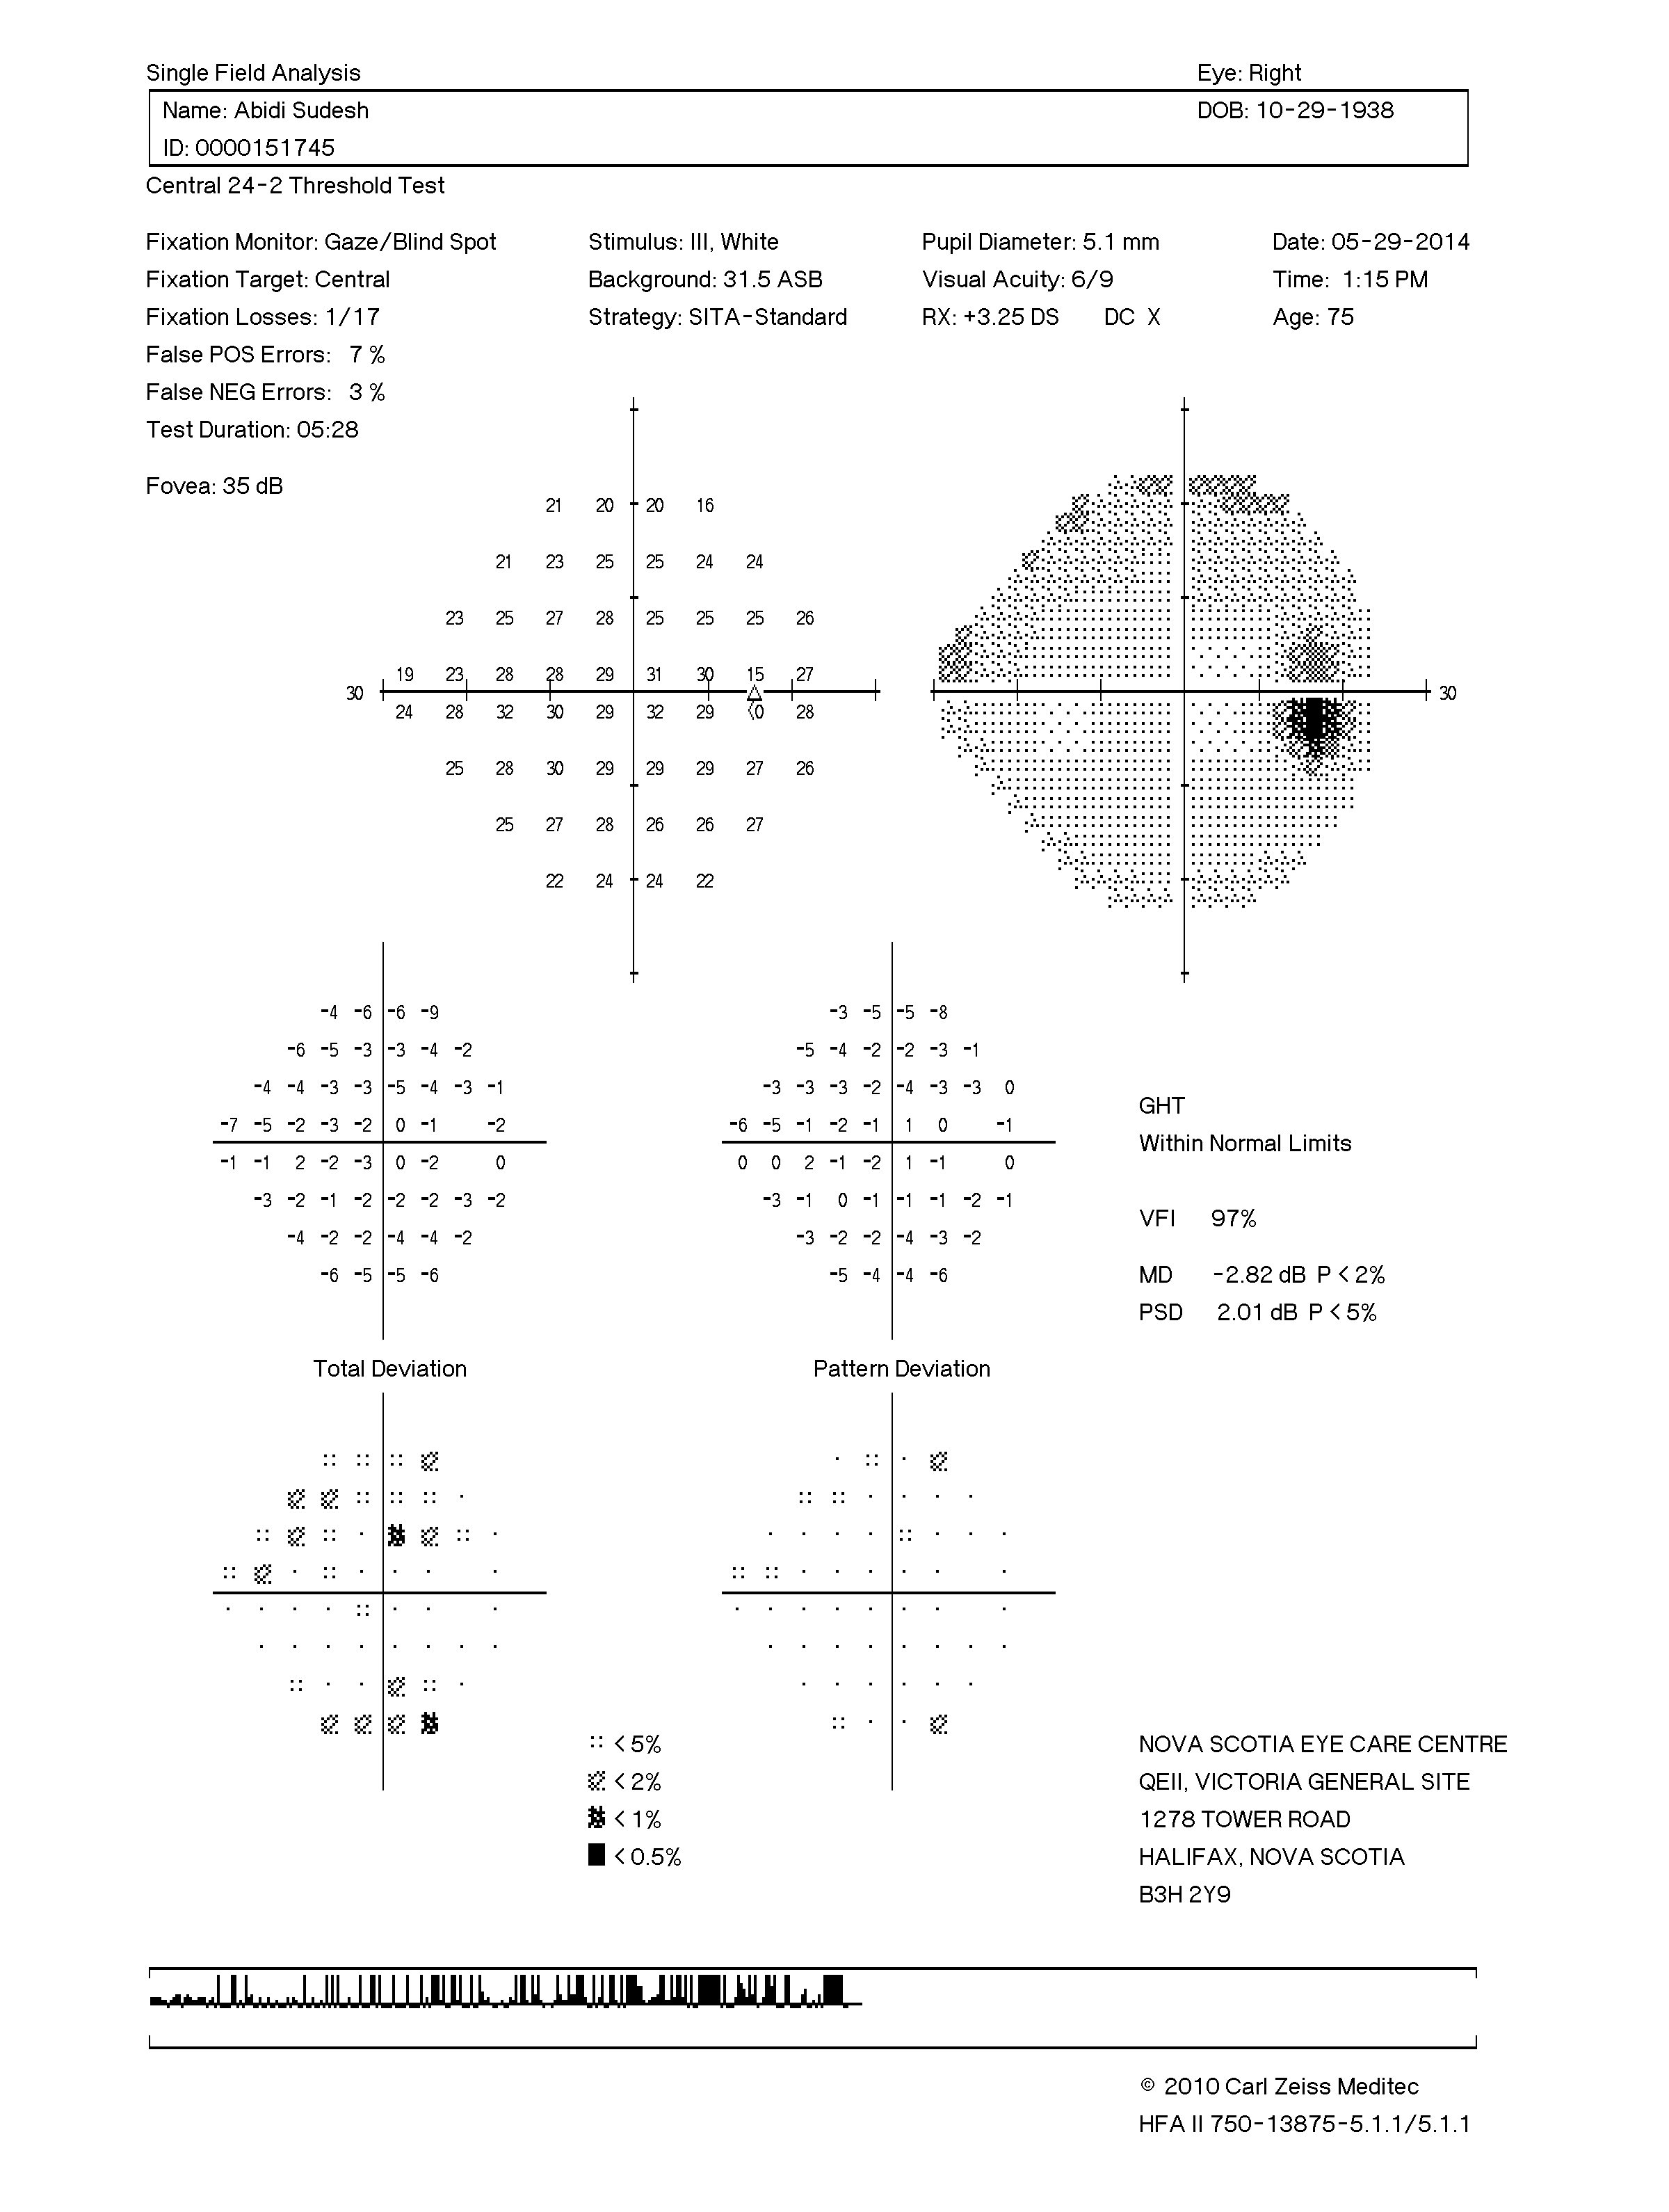 Single Field Analysis Eye: Right
Name: Abidi Sudesh DOB: 10-29-1938
ID: 0000151745
Central 24-2 Threshold Test
Fixation Monitor: Gaze/Blind Spot Stimulus: III, White Pupil Diameter: 5.1 mm Date: 05-29-2014
Fixation Target: Central Background: 31.5 ASB Visual Acuity: 6/9 Time: 1:15 PM
Fixation Losses: 1/17 Strategy: SITA-Standard RX: +3.25 DS DC X Age: 75
False POS Errors: 7 %
False NEG Errors: 3 %
Test Duration: 05:28
Fovea: 35 dB
21 20 20 16
21 23 25 25 24 24
23 25 27 28 25 25 25 26
19 23 28 28 29 31 30 15 27
30 30
24 28 32 30 29 32 29 <0 28
25 28 30 29 29 29 27 26
25 27 28 26 26 27
22 24 24 22
-4 -6 -6 -9 -3 -5 -5 -8
-6 -5 -3 -3 -4 -2 -5 -4 -2 -2 -3 -1
-4 -4 -3 -3 -5 -4 -3 -1 -3 -3 -3 -2 -4 -3 -3 0
GHT
-7 -5 -2 -3 -2 0 -1 -2 -6 -5 -1 -2 -1 1 0 -1
Within Normal Limits
-1 -1 2 -2 -3 0 -2 0 0 0 2 -1 -2 1 -1 0
-3 -2 -1 -2 -2 -2 -3 -2 -3 -1 0 -1 -1 -1 -2 -1
VFI 97%
-4 -2 -2 -4 -4 -2 -3 -2 -2 -4 -3 -2
-6 -5 -5 -6 -5 -4 -4 -6
MD -2.82 dB P < 2%
PSD 2.01 dB P < 5%
Total Deviation Pattern Deviation
< 5%
< 2%
< 1%
< 0.5%
NOVA SCOTIA EYE CARE CENTRE
QEII, VICTORIA GENERAL SITE
1278 TOWER ROAD
HALIFAX, NOVA SCOTIA
B3H 2Y9
© 2010 Carl Zeiss Meditec
HFA II 750-13875-5.1.1/5.1.1